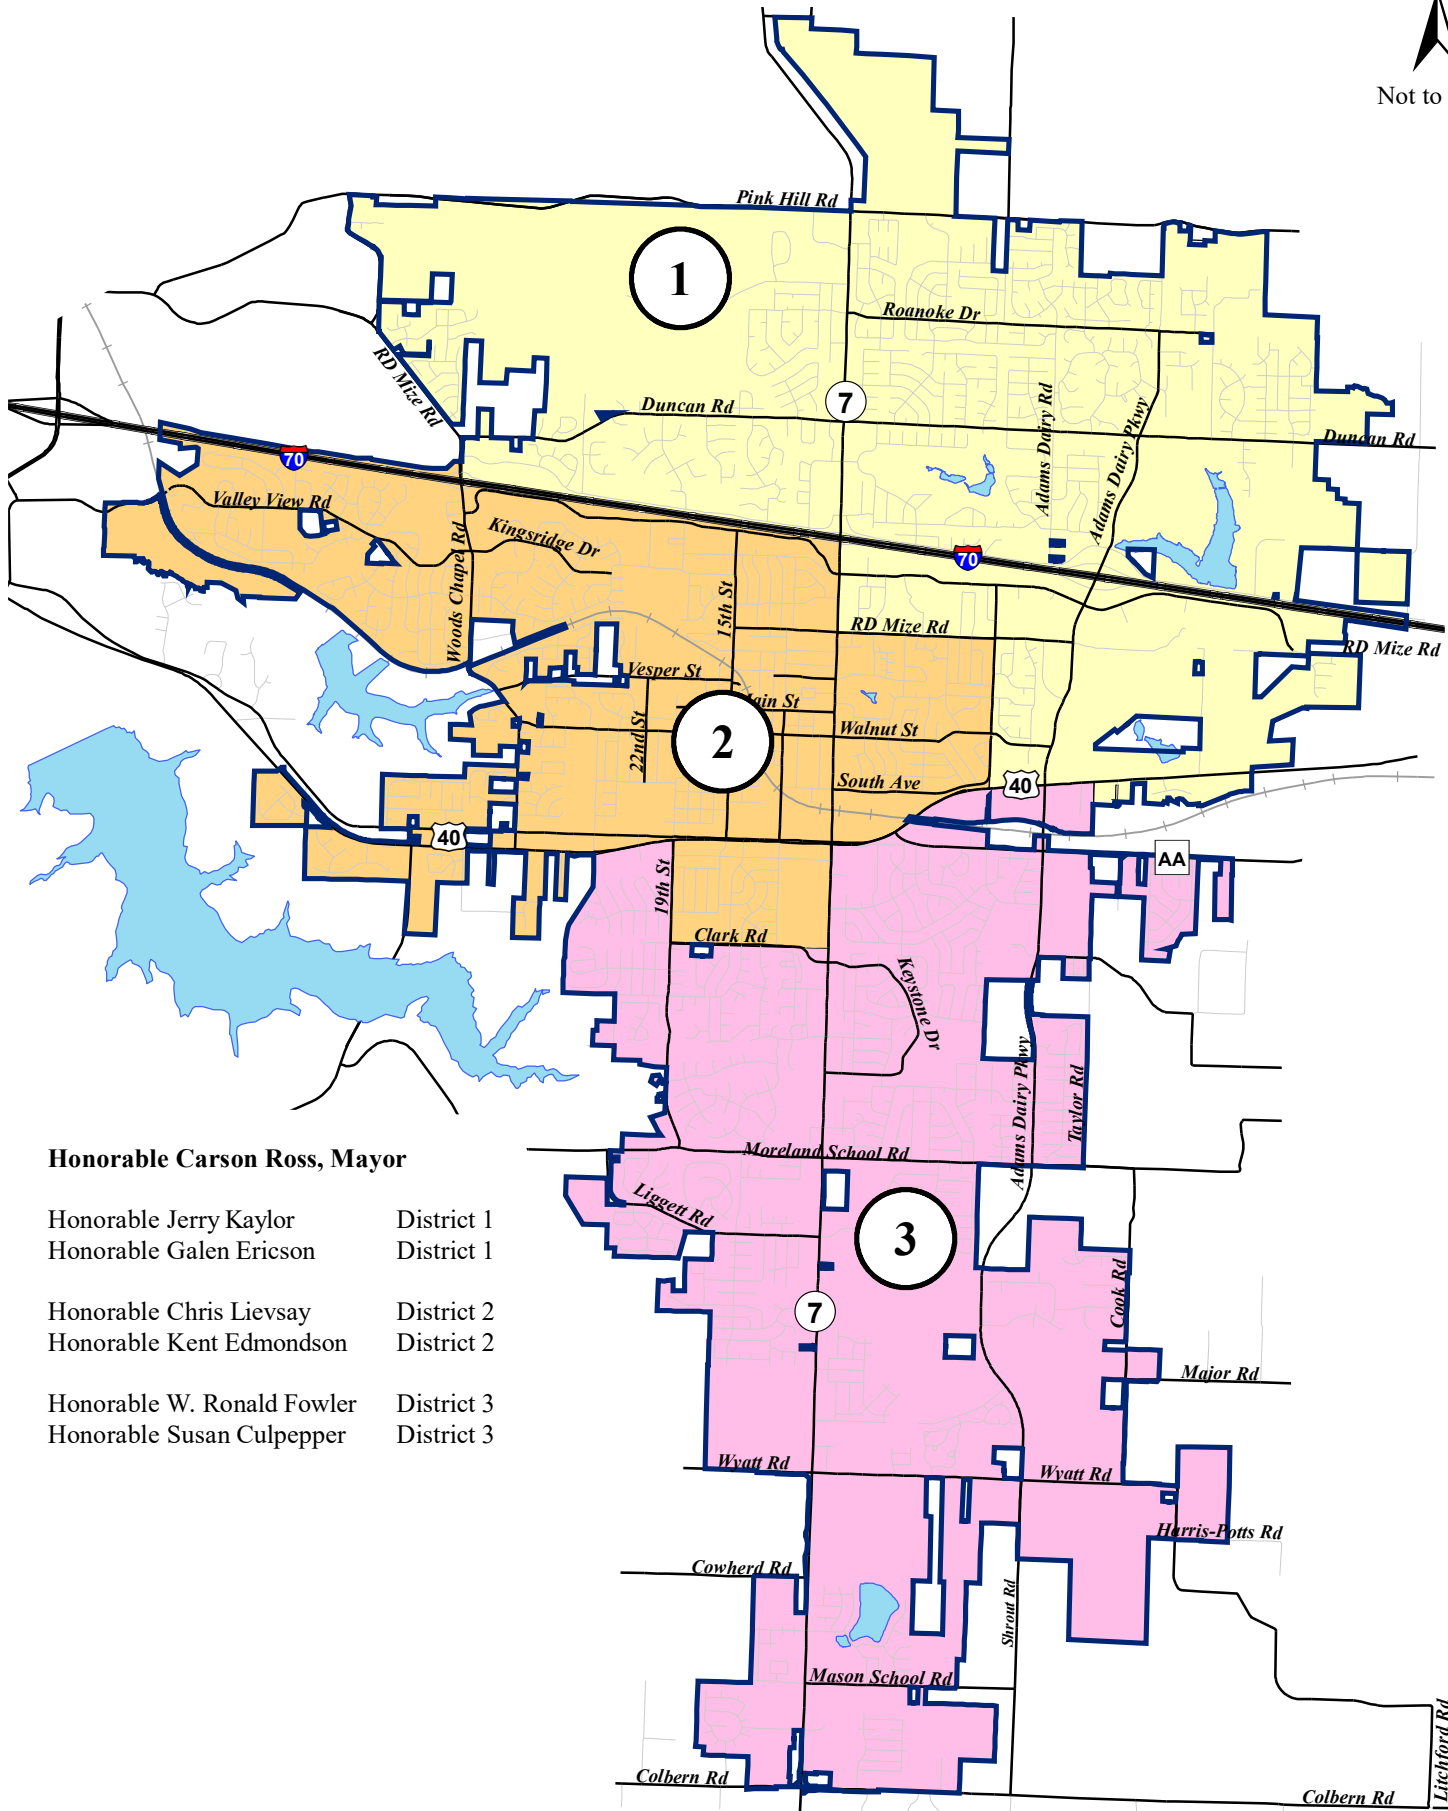 Not to
Pink Hill Rd
1
Roanoke Dr
RD Mize Rd
7
Duncan Rd
Adams Dairy Rd
Adams Dairy Pkwy
Duncan Rd
70
Valley View Rd
Kingsridge Dr
Woods Chapel Rd
70
15th St
RD Mize Rd
RD Mize Rd
Vesper St
ain St
22nd St
2
Walnut St
South Ave
40
40
AA
19th St
Clark Rd
Keystone Dr
Adams Dairy Pkwy
Taylor Rd
Moreland School Rd
Liggett Rd
3
Honorable Carson Ross, Mayor
Honorable Jerry Kaylor District 1
Honorable Galen Ericson District 1
Honorable Chris Lievsay District 2
Honorable Kent Edmondson District 2
Honorable W. Ronald Fowler District 3
Honorable Susan Culpepper District 3
7
Cook Rd
Major Rd
Wyatt Rd
Wyatt Rd
Harris-Potts Rd
Cowherd Rd
Shrout Rd
Mason School Rd
Colbern Rd
Colbern Rd
Litchford Rd